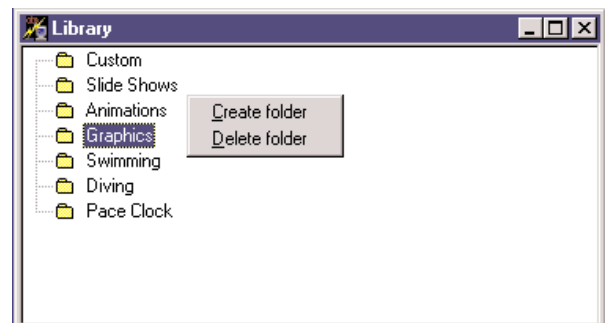 Library
Custom
Slide Shows
Animations
Create folder
Graphics
Delete folder
Swimming
Diving
Pace Clock